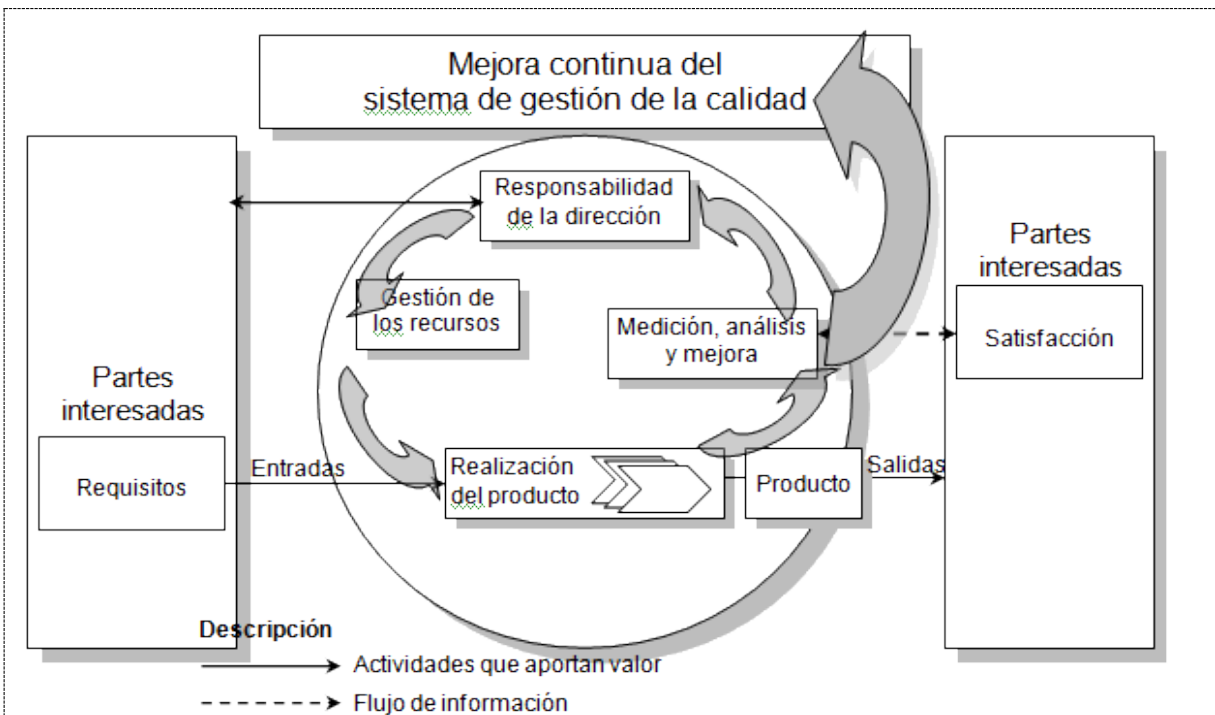 Mejora continua del
sistema de gestión de la calidad
Responsabilidad
de la dirección
Partes
interesadas
Gestión de
los recursos
Medición, análisis
y mejora
Satisfacción
Partes
interesadas
Requisitos
Entradas
Realización
del producto
Producto
Salidas
Descripción
Actividades que aportan valor
Flujo de información